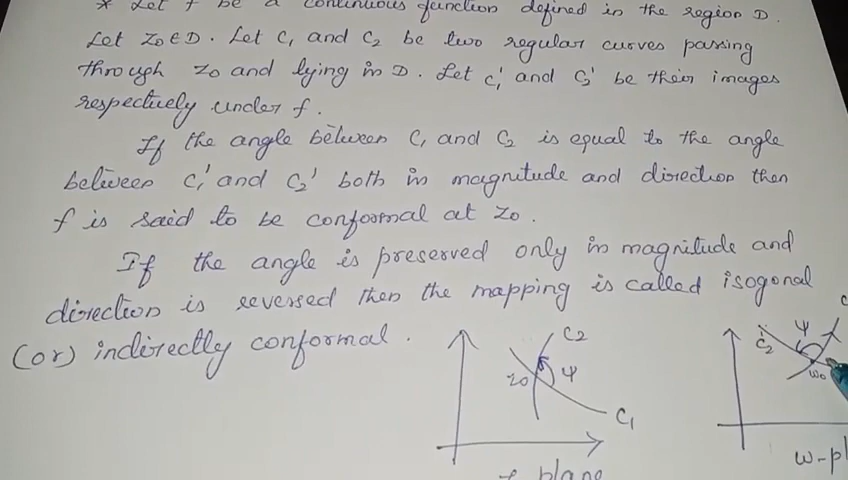 * Let f be a continuous function defined in the region D.
Let z₀ ∈ D. Let C₁ and C₂ be two regular curves passing
through z₀ and lying in D. Let C₁' and C₂' be their images
respectively under f.
If the angle between C₁ and C₂ is equal to the angle
between C₁' and C₂' both in magnitude and direction then
f is said to be conformal at z₀.
If the angle is preserved only in magnitude and
direction is reversed then the mapping is called isogonal
(or) indirectly conformal.
C₂
z₀ ψ
C₁
plane
C₂'
ψ
w₀
w-pl